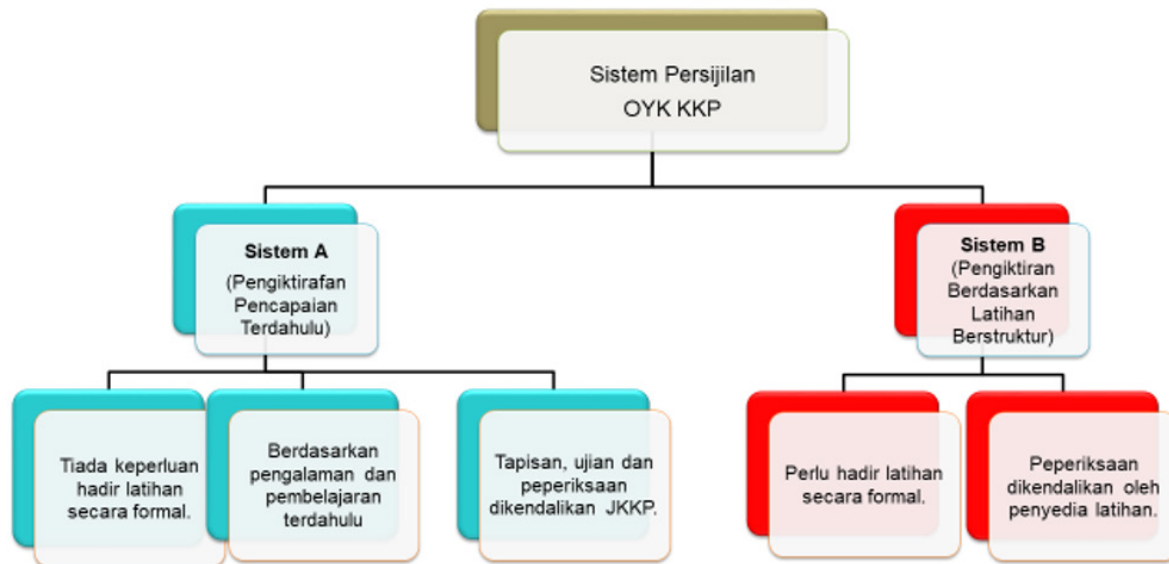 Sistem Persijilan
OYK KKP
Sistem A
(Pengiktirafan
Pencapaian
Terdahulu)
Sistem B
(Pengiktiran
Berdasarkan
Latihan
Berstruktur)
Tiada keperluan
hadir latihan
secara formal.
Berdasarkan
pengalaman dan
pembelajaran
terdahulu
Tapisan, ujian dan
peperiksaan
dikendalikan JKKP.
Perlu hadir latihan
secara formal.
Peperiksaan
dikendalikan oleh
penyedia latihan.